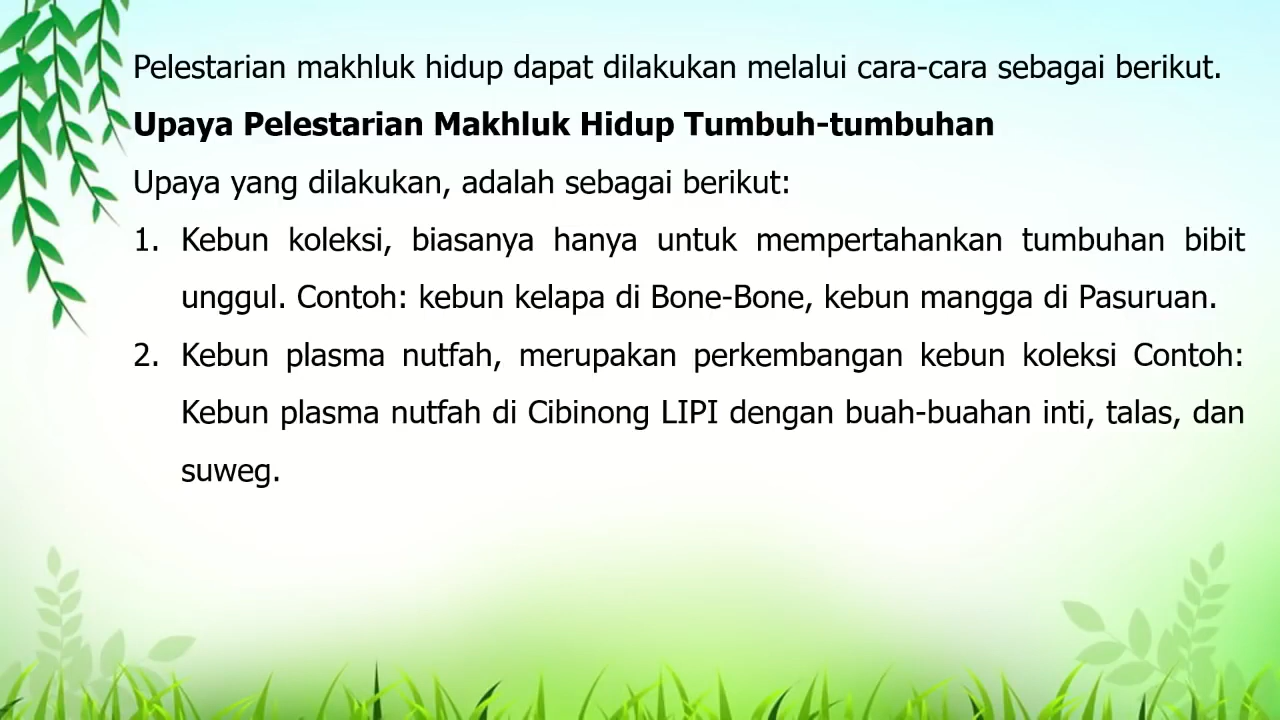 Pelestarian makhluk hidup dapat dilakukan melalui cara-cara sebagai berikut.
Upaya Pelestarian Makhluk Hidup Tumbuh-tumbuhan
Upaya yang dilakukan, adalah sebagai berikut:
1. Kebun koleksi, biasanya hanya untuk mempertahankan tumbuhan bibit
unggul. Contoh: kebun kelapa di Bone-Bone, kebun mangga di Pasuruan.
2. Kebun plasma nutfah, merupakan perkembangan kebun koleksi Contoh:
Kebun plasma nutfah di Cibinong LIPI dengan buah-buahan inti, talas, dan
suweg.